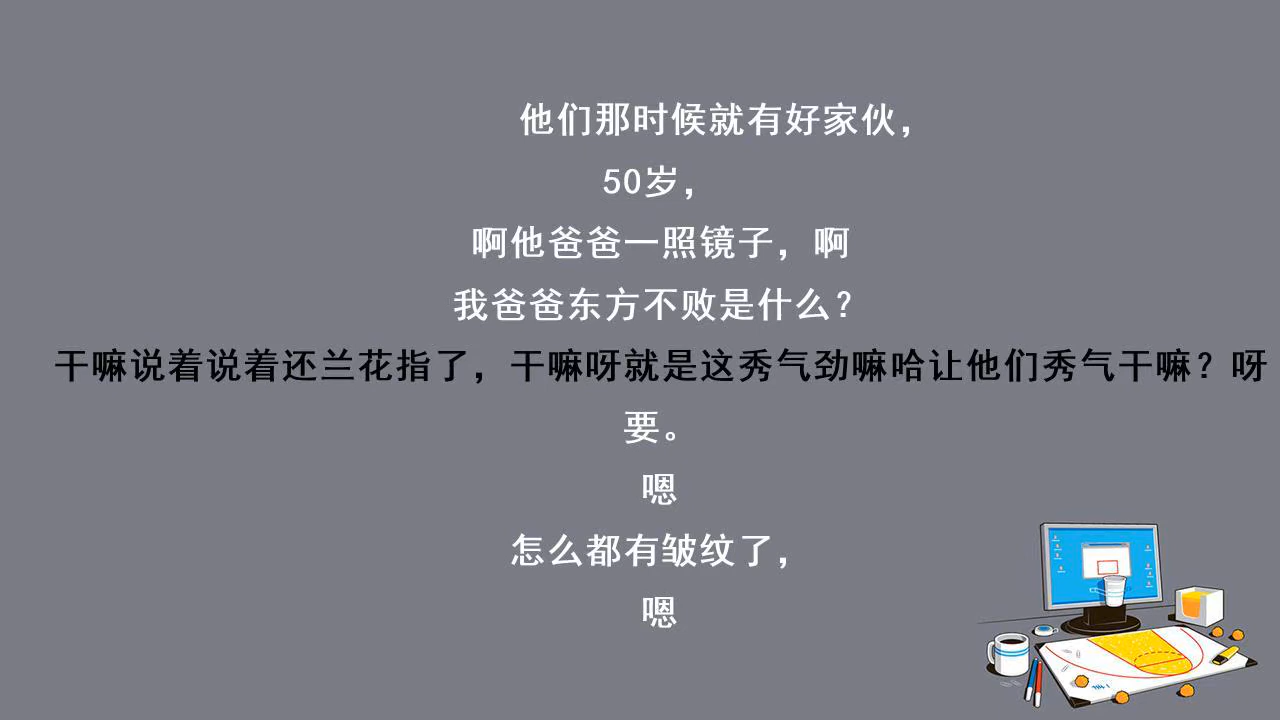 他们那时候就有好家伙，
50岁，
啊他爸爸一照镜子，啊
我爸爸东方不败是什么？
干嘛说着说着还兰花指了，干嘛呀就是这秀气劲嘛哈让他们秀气干嘛？呀
要。
嗯
怎么都有皱纹了，
嗯